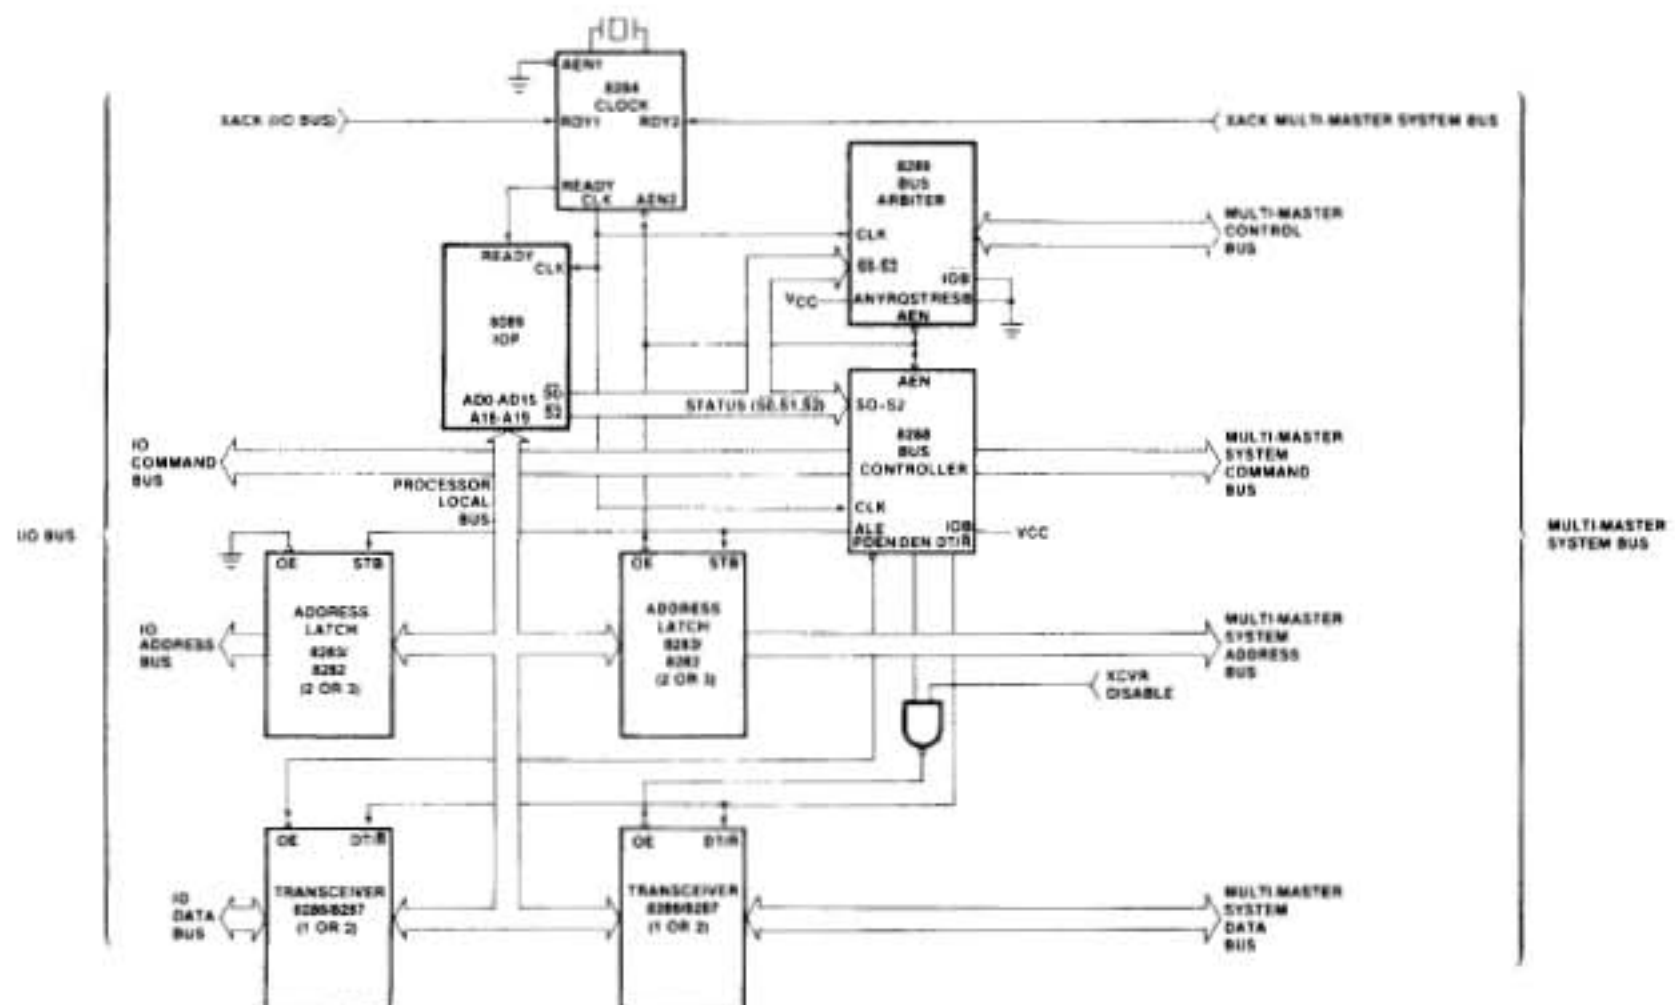 AEN1
8284
CLOCK
XACK (IO BUS)
RDY1 RDY2
XACK MULTI-MASTER SYSTEM BUS
READY
CLK AEN2
8289
BUS
ARBITER
CLK
S0-S2
IOB
VCC
ANYRQST RESB
AEN
MULTI-MASTER
CONTROL
BUS
READY
CLK
8089
IOP
AD0-AD15
A16-A19
S0
S2
STATUS (S0,S1,S2)
AEN
S0-S2
8288
BUS
CONTROLLER
CLK
ALE IOB
PDEN DEN DT/R
VCC
IO
COMMAND
BUS
PROCESSOR
LOCAL
BUS
MULTI-MASTER
SYSTEM
COMMAND
BUS
I/O BUS
MULTI-MASTER
SYSTEM BUS
OE STB
ADDRESS
LATCH
8283/
8282
(2 OR 3)
OE STB
ADDRESS
LATCH
8283/
8282
(2 OR 3)
IO
ADDRESS
BUS
MULTI-MASTER
SYSTEM
ADDRESS
BUS
XCVR
DISABLE
OE DT/R
TRANSCEIVER
8286/8287
(1 OR 2)
OE DT/R
TRANSCEIVER
8286/8287
(1 OR 2)
IO
DATA
BUS
MULTI-MASTER
SYSTEM
DATA
BUS